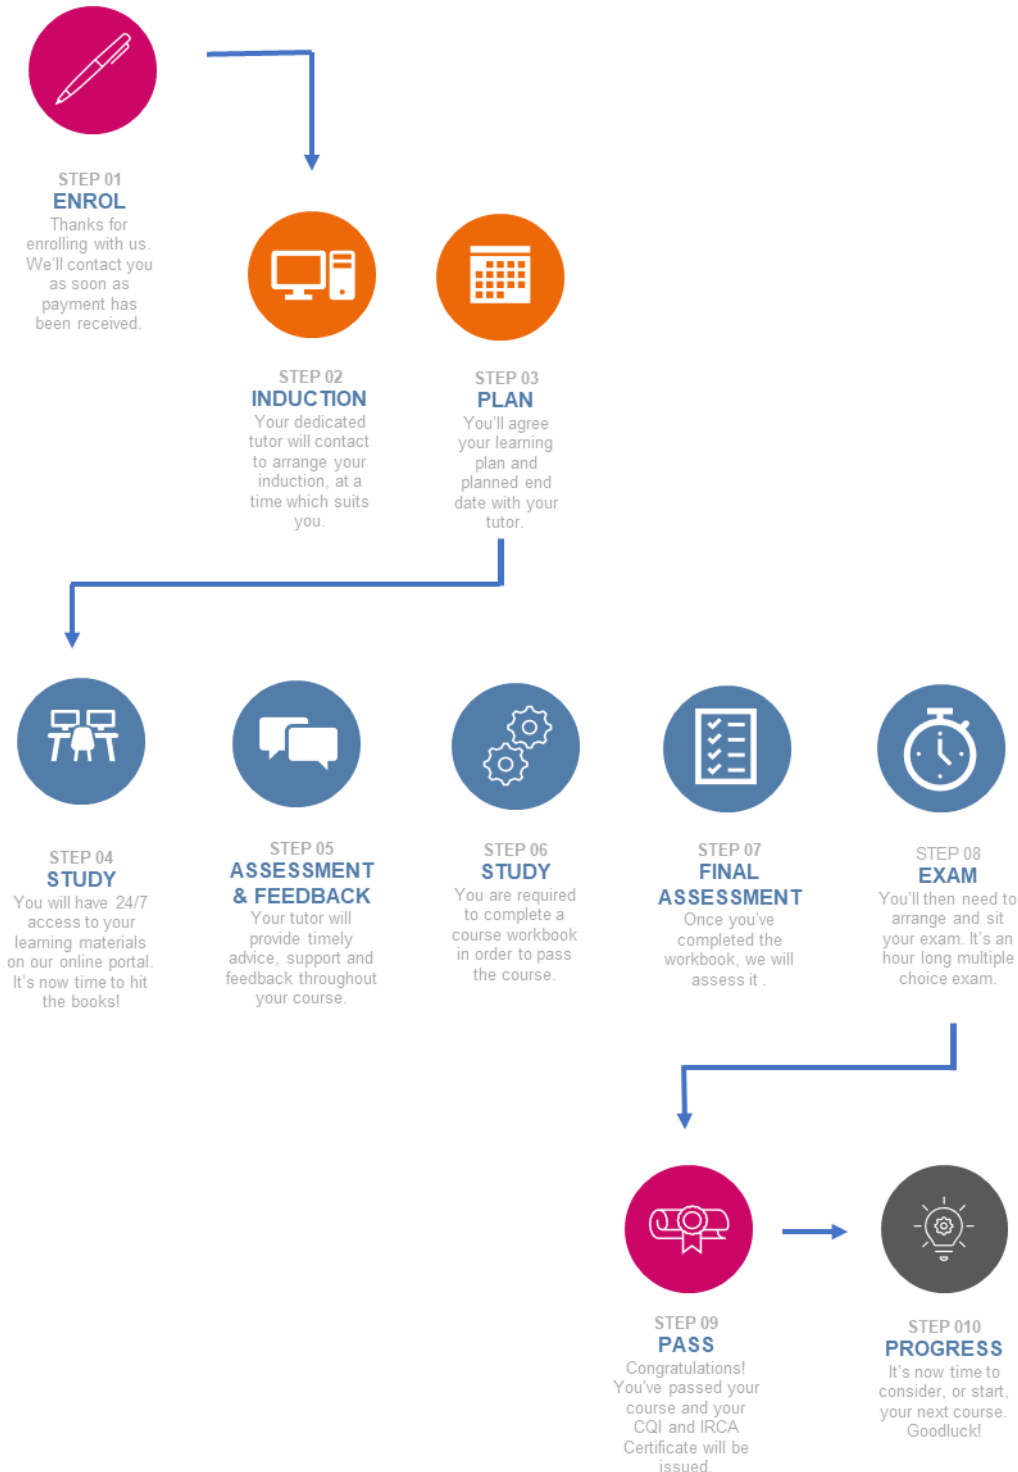 STEP 01
ENROL
Thanks for
enrolling with us.
We'll contact you
as soon as
payment has
been received.
STEP 02
INDUCTION
Your dedicated
tutor will contact
to arrange your
induction, at a
time which suits
you.
STEP 03
PLAN
You'll agree
your learning
plan and
planned end
date with your
tutor.
STEP 04
STUDY
You will have 24/7
access to your
learning materials
on our online portal.
It's now time to hit
the books!
STEP 05
ASSESSMENT
& FEEDBACK
Your tutor will
provide timely
advice, support and
feedback throughout
your course.
STEP 06
STUDY
You are required
to complete a
course workbook
in order to pass
the course.
STEP 07
FINAL
ASSESSMENT
Once you've
completed the
workbook, we will
assess it .
STEP 08
EXAM
You'll then need to
arrange and sit
your exam. It's an
hour long multiple
choice exam.
STEP 09
PASS
Congratulations!
You've passed your
course and your
CQI and IRCA
Certificate will be
issued.
STEP 010
PROGRESS
It's now time to
consider, or start,
your next course.
Goodluck!